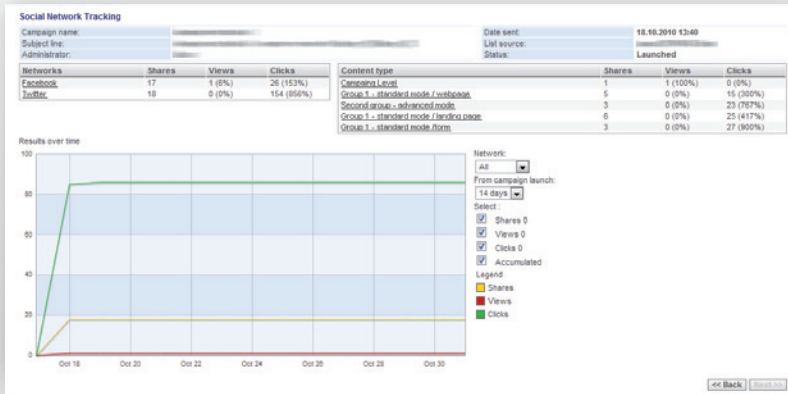 Social Network Tracking
Campaign name: Date sent: 18.10.2010 13:40
Subject line: List source:
Administrator: Status: Launched
Networks Shares Views Clicks Content type Shares Views Clicks
Facebook 17 1 (6%) 26 (153%) Campaing Level 1 1 (100%) 0 (0%)
Twitter 18 0 (0%) 154 (856%) Group 1 - standard mode / webpage 5 0 (0%) 15 (300%)
Second group - advanced mode 3 0 (0%) 23 (767%)
Group 1 - standard mode / landing page 6 0 (0%) 25 (417%)
Group 1 - standard mode /form 3 0 (0%) 27 (900%)
Results over time
Network:
All
From campaign launch:
14 days
Select :
Shares 0
Views 0
Clicks 0
Accumulated
Legend
Shares
Views
Clicks
100
80
60
40
20
0
Oct 18 Oct 20 Oct 22 Oct 24 Oct 26 Oct 28 Oct 30
<< Back Next >>